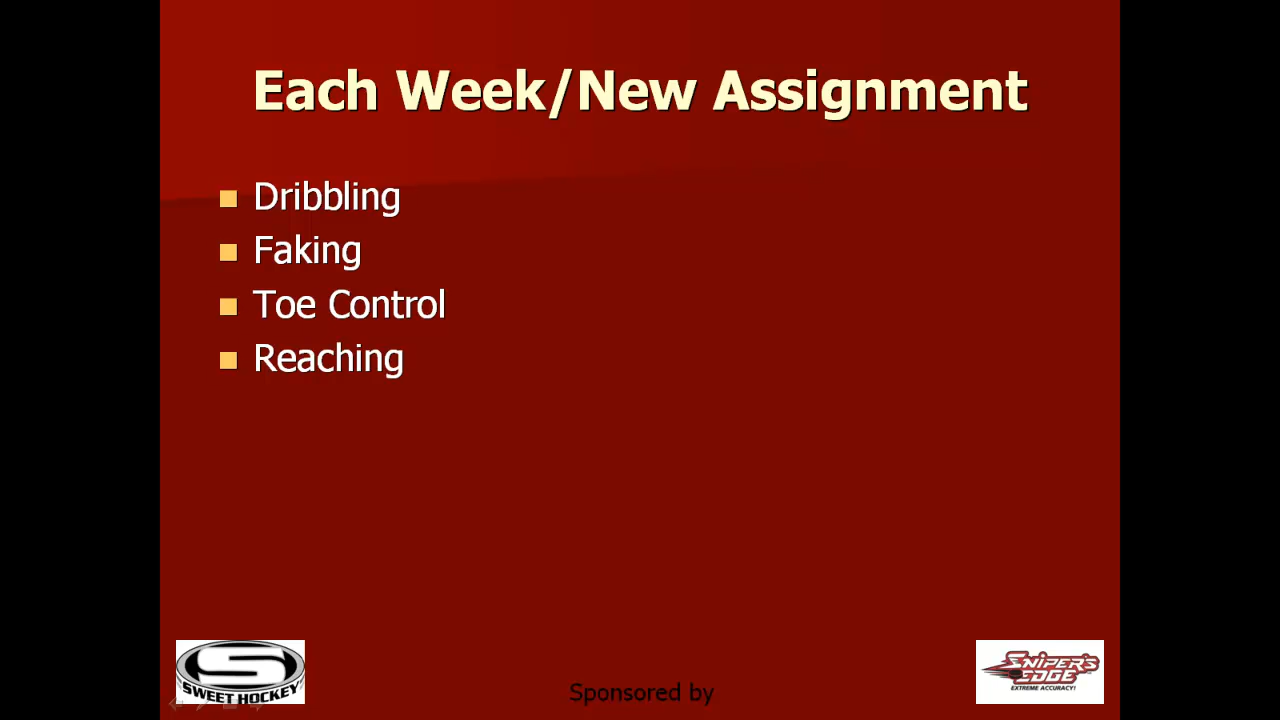 Each Week/New Assignment
Dribbling
Faking
Toe Control
Reaching
S
SWEET HOCKEY
Sponsored by
SNIPER'S
EDGE
EXTREME ACCURACY!